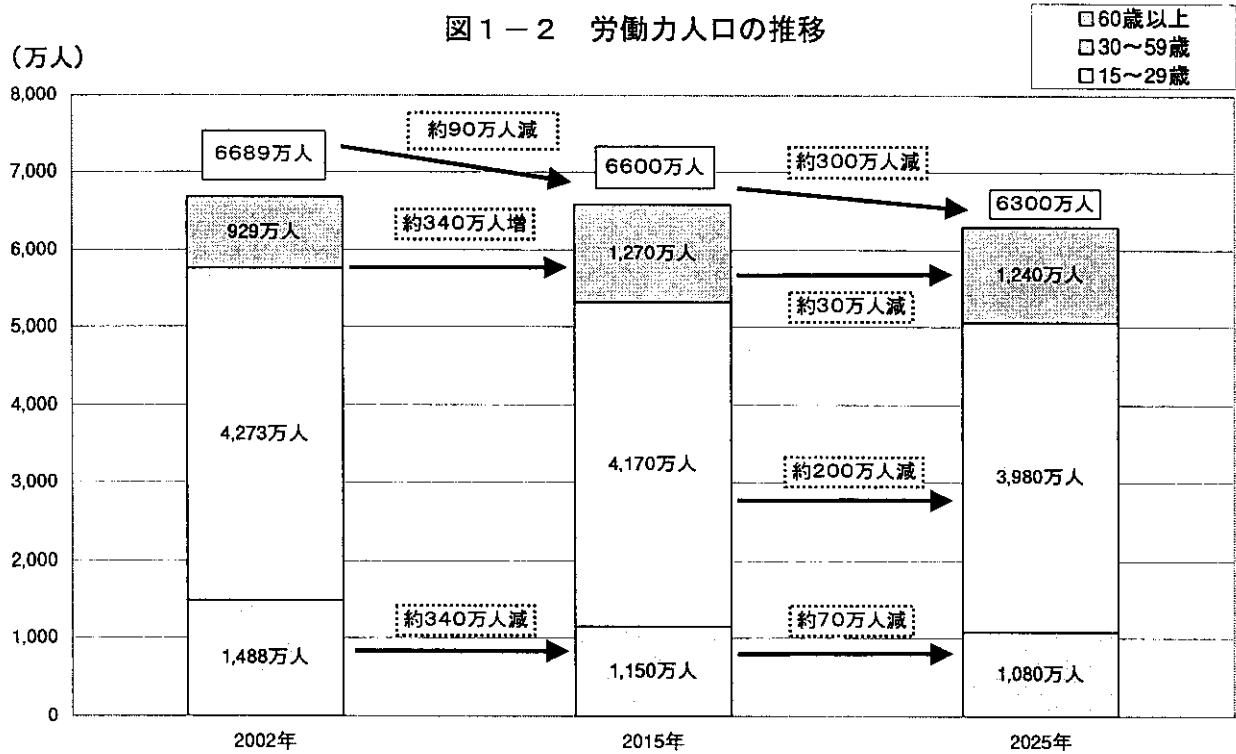 図1-2 労働力人口の推移
□60歳以上
□30~59歳
□15~29歳
(万人)
8,000
7,000
6,000
5,000
4,000
3,000
2,000
1,000
0
6689万人
約90万人減
6600万人
約300万人減
6300万人
929万人
約340万人増
1,270万人
約30万人減
1,240万人
4,273万人
4,170万人
約200万人減
3,980万人
1,488万人
約340万人減
1,150万人
約70万人減
1,080万人
2002年
2015年
2025年